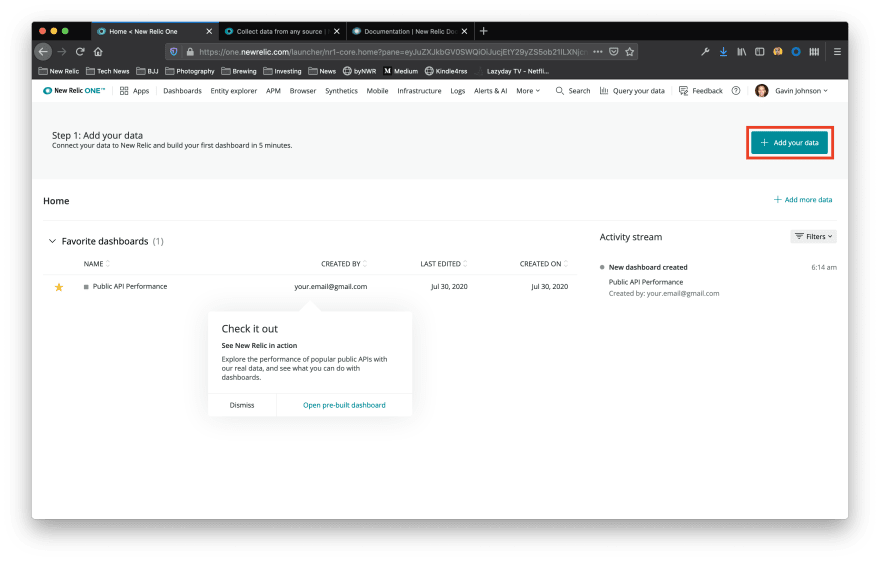 Home < New Relic One
Collect data from any source |
Documentation | New Relic Doc
https://one.newrelic.com/launcher/nr1-core.home?pane=
New Relic Tech News BJJ Photography Brewing Investing News byNWR M Medium Kindle4rss Lazyday TV – Netfli...
New Relic ONE™ Apps Dashboards Entity explorer APM Browser Synthetics Mobile Infrastructure Logs Alerts & AI More Search Query your data Feedback Gavin Johnson
Step 1: Add your data
Connect your data to New Relic and build your first dashboard in 5 minutes.
Add your data
Home
Add more data
Favorite dashboards (1)
NAME CREATED BY LAST EDITED CREATED ON
Public API Performance your.email@gmail.com Jul 30, 2020 Jul 30, 2020
Check it out
See New Relic in action
Explore the performance of popular public APIs with
our real data, and see what you can do with
dashboards.
Dismiss Open pre-built dashboard
Activity stream
Filters
New dashboard created 6:14 am
Public API Performance
Created by: your.email@gmail.com